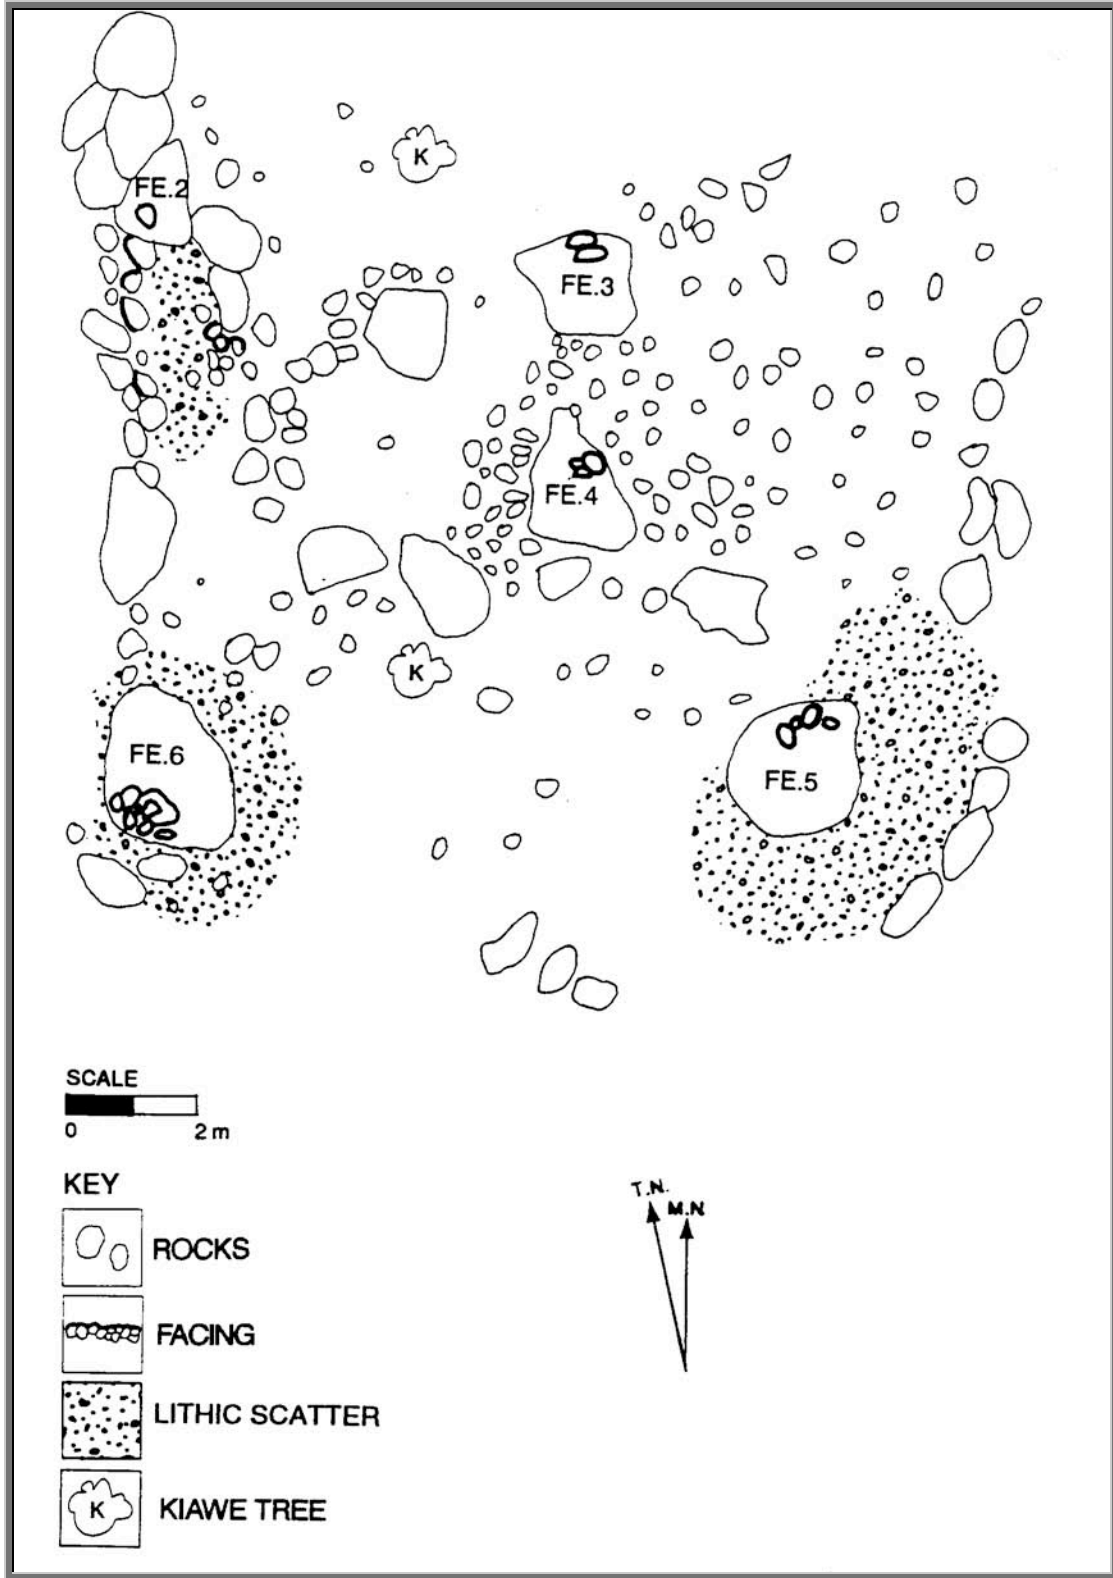 FE.2
K
FE.3
FE.4
K
FE.6
FE.5
SCALE
0 2 m
KEY
T.N.
M.N
ROCKS
FACING
LITHIC SCATTER
K KIAWE TREE